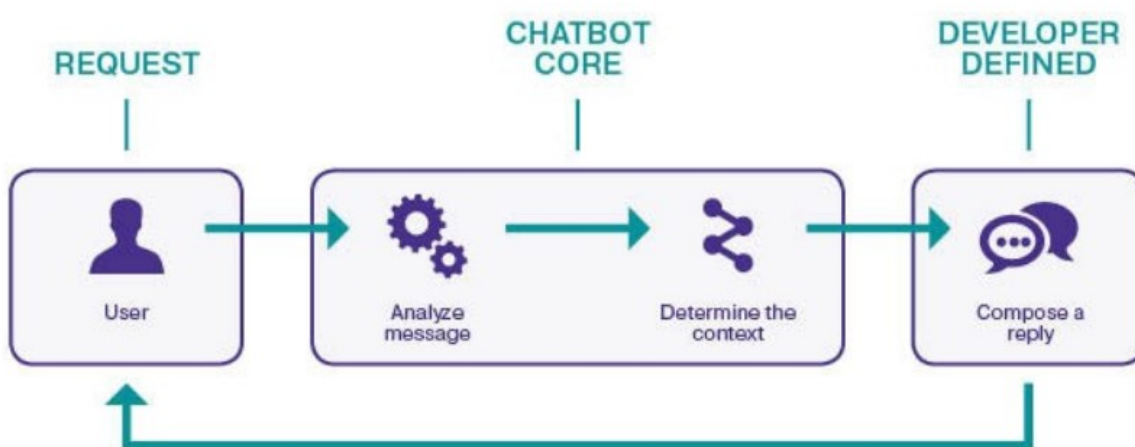 REQUEST
CHATBOT
CORE
DEVELOPER
DEFINED
User
Analyze
message
Determine the
context
Compose a
reply